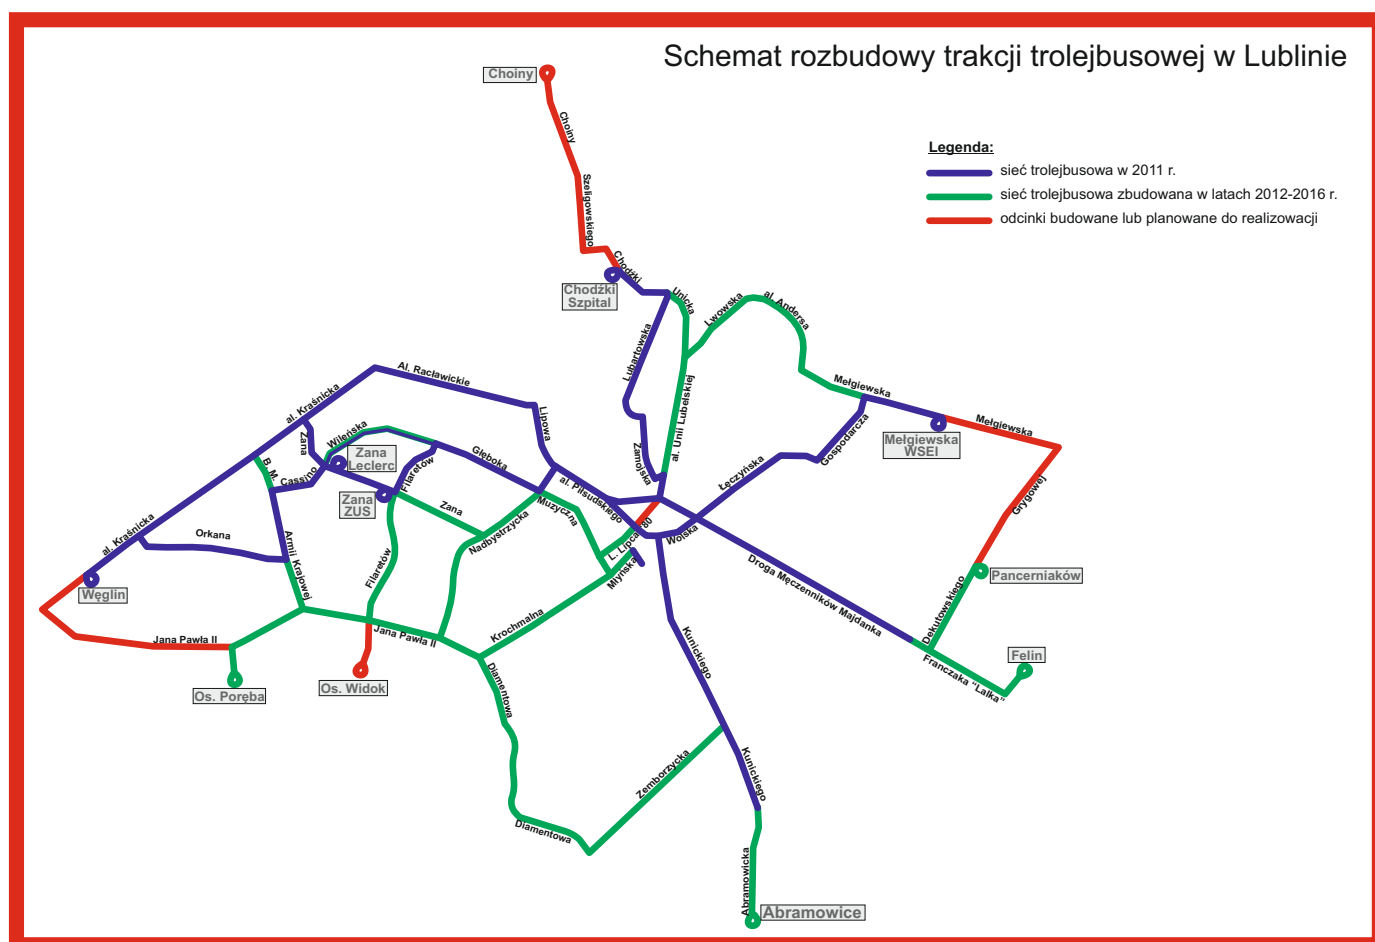 Schemat rozbudowy trakcji trolejbusowej w Lublinie
Legenda:
sieć trolejbusowa w 2011 r.
sieć trolejbusowa zbudowana w latach 2012-2016 r.
odcinki budowane lub planowane do realizowacji
Choiny
Choiny
Szeligowskiego
Chodźki
Chodźki
Szpital
Unicka
Lubartowska
Zamojska
al. Unii Lubelskiej
Lwowska
al. Andersa
Mełgiewska
Mełgiewska
Mełgiewska
WSEI
Gospodarcza
Łęczyńska
Grygowej
Pancerniaków
Dekutowskiego
Felin
Franczaka "Lalka"
Droga Męczenników Majdanka
Wolska
Al. Racławickie
al. Kraśnicka
Lipowa
Zana
Wileńska
Zana
Leclerc
Głęboka
Filaretów
B. M.
Cassino
Zana
ZUS
Zana
al. Piłsudskiego
Muzyczna
Nadbystrzycka
L. Lipca '80
Młyńska
al. Kraśnicka
Orkana
Armii Krajowej
Filaretów
Węglin
Jana Pawła II
Jana Pawła II
Krochmalna
Os. Poręba
Os. Widok
Diamentowa
Diamentowa
Zemborzycka
Kunickiego
Kunickiego
Abramowicka
Abramowice